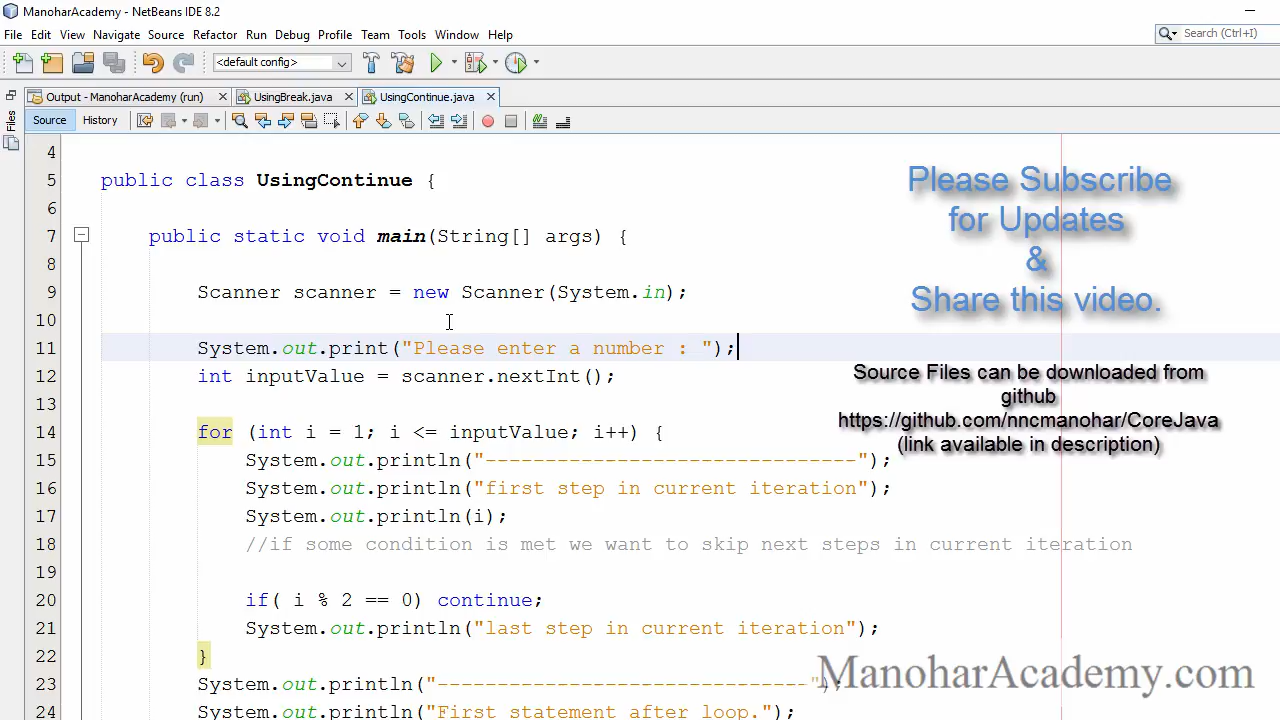 ManoharAcademy - NetBeans IDE 8.2
File Edit View Navigate Source Refactor Run Debug Profile Team Tools Window Help
Search (Ctrl+I)
<default config>
Output - ManoharAcademy (run) UsingBreak.java UsingContinue.java
Files
Source History
4
5 public class UsingContinue {
6
7 public static void main(String[] args) {
8
9 Scanner scanner = new Scanner(System.in);
10
11 System.out.print("Please enter a number : ");
12 int inputValue = scanner.nextInt();
13
14 for (int i = 1; i <= inputValue; i++) {
15 System.out.println("-------------------------------");
16 System.out.println("first step in current iteration");
17 System.out.println(i);
18 //if some condition is met we want to skip next steps in current iteration
19
20 if( i % 2 == 0) continue;
21 System.out.println("last step in current iteration");
22 }
23 System.out.println("-------------------------------");
24 System.out.println("First statement after loop.");
Please Subscribe
for Updates
&
Share this video.
Source Files can be downloaded from
github
https://github.com/nncmanohar/CoreJava
(link available in description)
ManoharAcademy.com